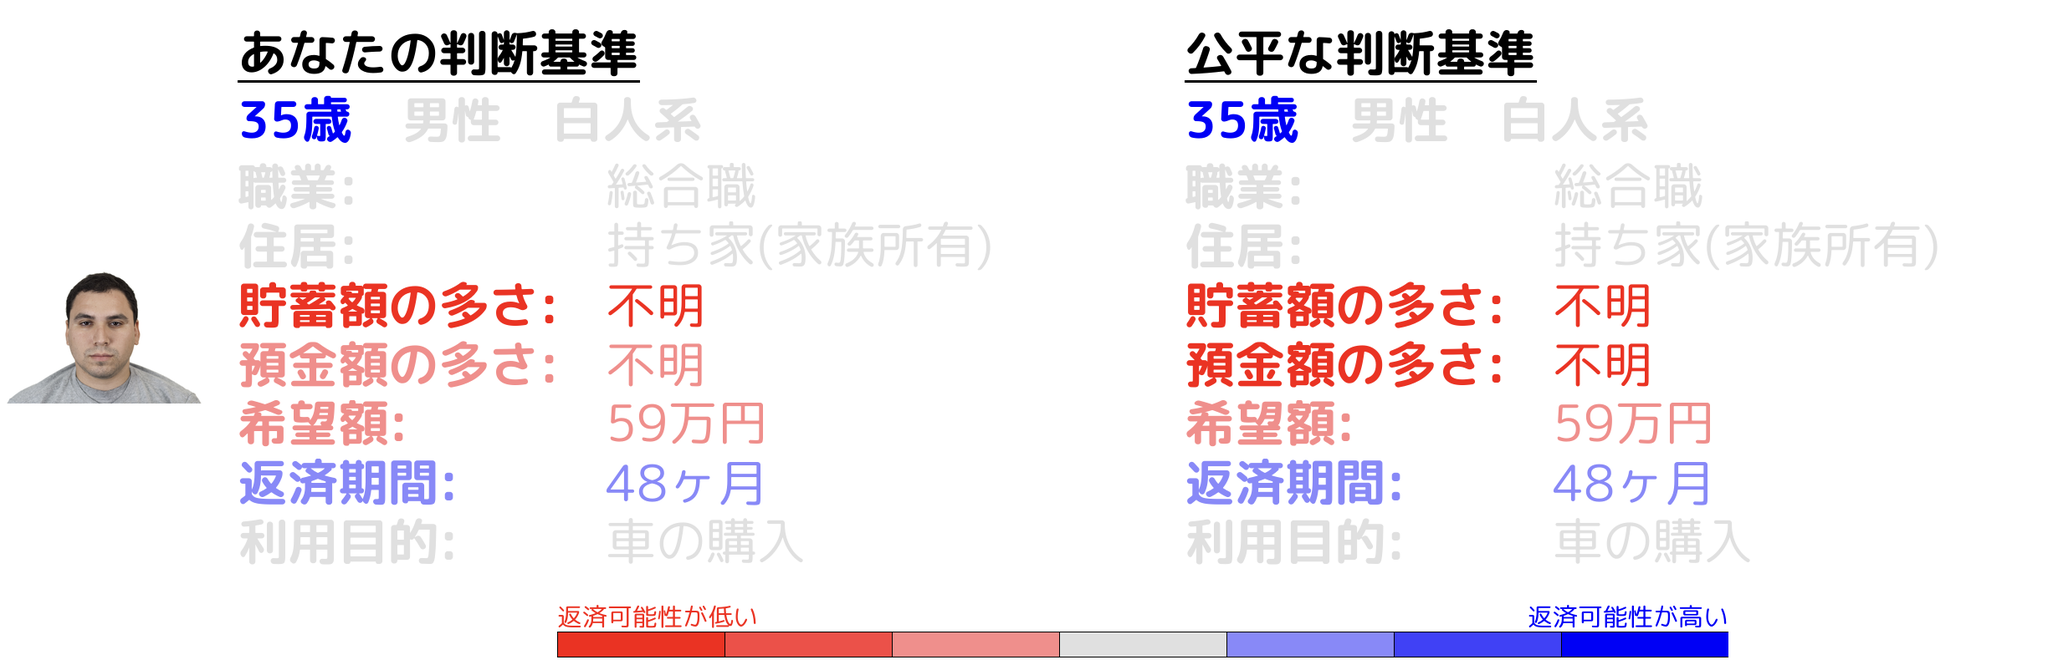 あなたの判断基準
35歳 男性 白人系
職業: 総合職
住居: 持ち家(家族所有)
貯蓄額の多さ: 不明
預金額の多さ: 不明
希望額: 59万円
返済期間: 48ヶ月
利用目的: 車の購入
公平な判断基準
35歳 男性 白人系
職業: 総合職
住居: 持ち家(家族所有)
貯蓄額の多さ: 不明
預金額の多さ: 不明
希望額: 59万円
返済期間: 48ヶ月
利用目的: 車の購入
返済可能性が低い
返済可能性が高い